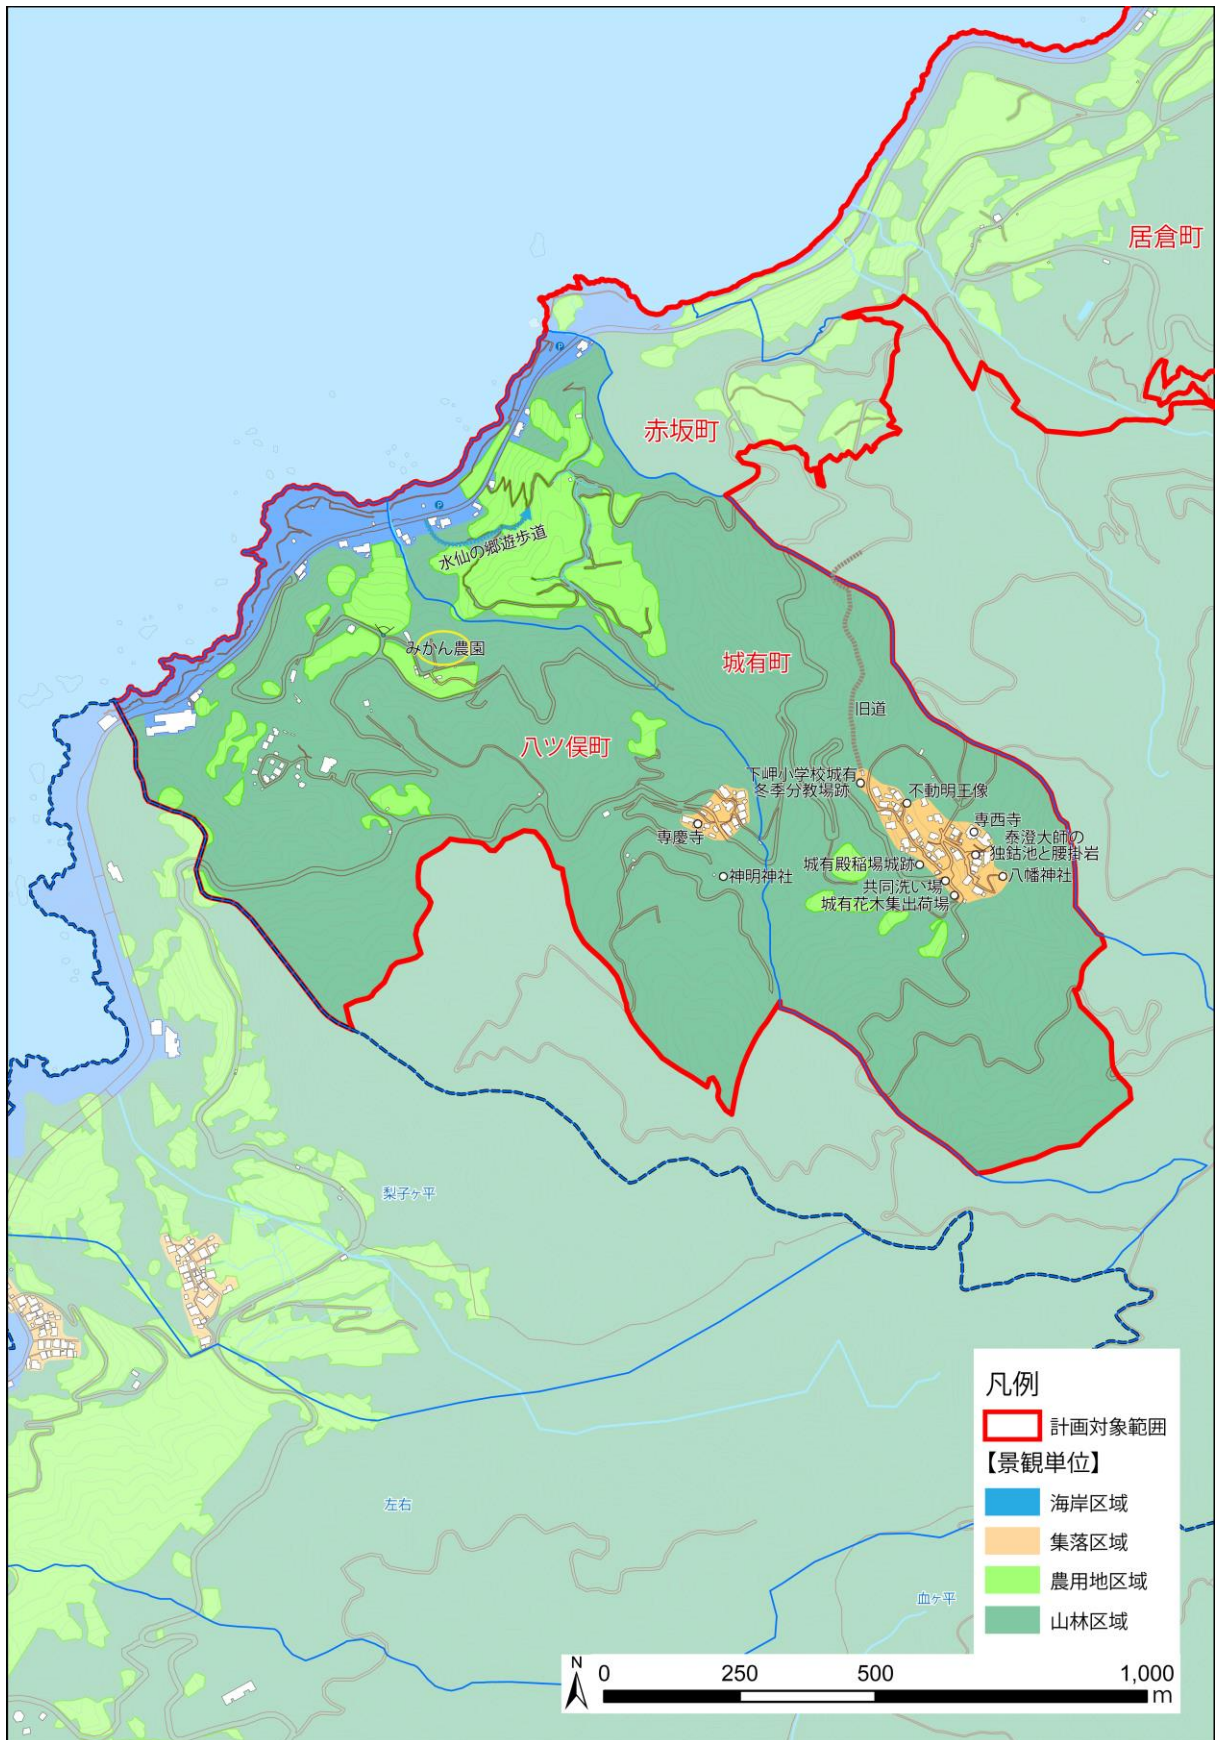 居倉町
赤坂町
P
P
水仙の郷遊歩道
みかん農園
城有町
旧道
八ツ俣町
下岬小学校城有
冬季分教場跡
不動明王像
専西寺
泰澄大師の
独鈷池と腰掛岩
専慶寺
城有殿稲場城跡
神明神社
八幡神社
共同洗い場
城有花木集出荷場
梨子ヶ平
左右
血ヶ平
凡例
計画対象範囲
【景観単位】
海岸区域
集落区域
農用地区域
山林区域
N
0 250 500 1,000
m